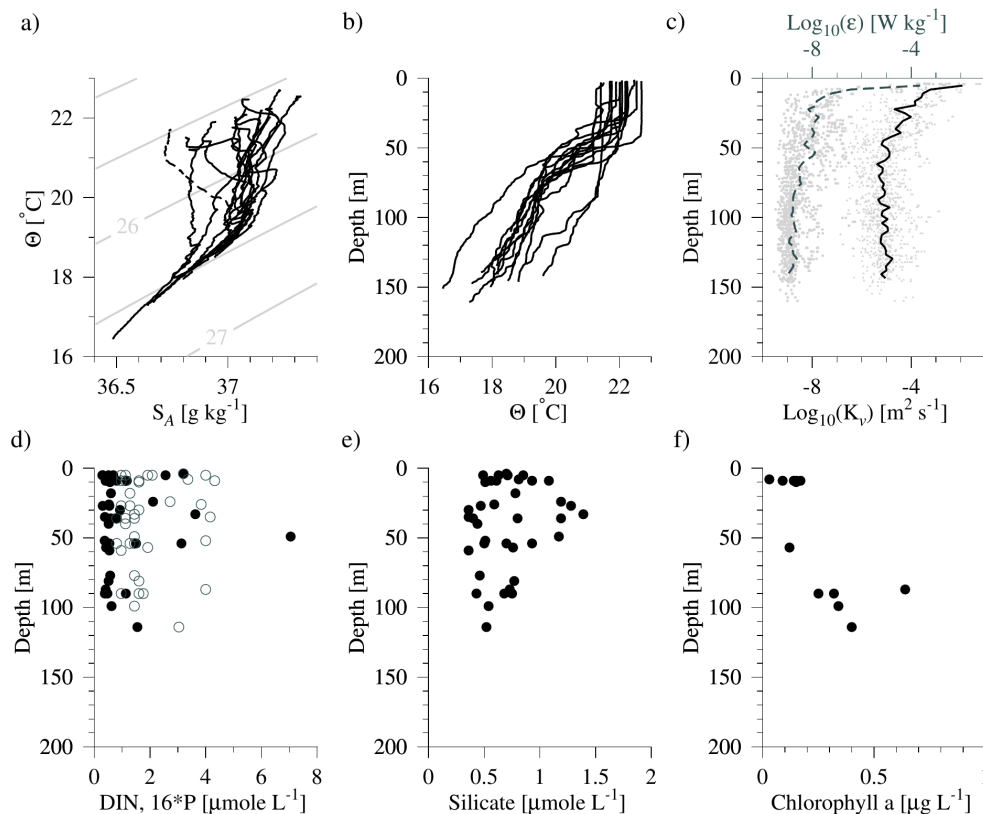 a)
b)
c)
Log₁₀(ε) [W kg⁻¹]
-8 -4
22
20
18
16
Θ [°C]
26
27
36.5 37
S_A [g kg⁻¹]
0
50
100
150
200
Depth [m]
16 18 20 22
Θ [°C]
0
50
100
150
200
Depth [m]
-8 -4
Log₁₀(K_ν) [m² s⁻¹]
d)
e)
f)
0
50
100
150
200
Depth [m]
0 2 4 6 8
DIN, 16*P [μmole L⁻¹]
0
50
100
150
200
Depth [m]
0 0.5 1 1.5 2
Silicate [μmole L⁻¹]
0
50
100
150
200
Depth [m]
0 0.5
Chlorophyll a [μg L⁻¹]